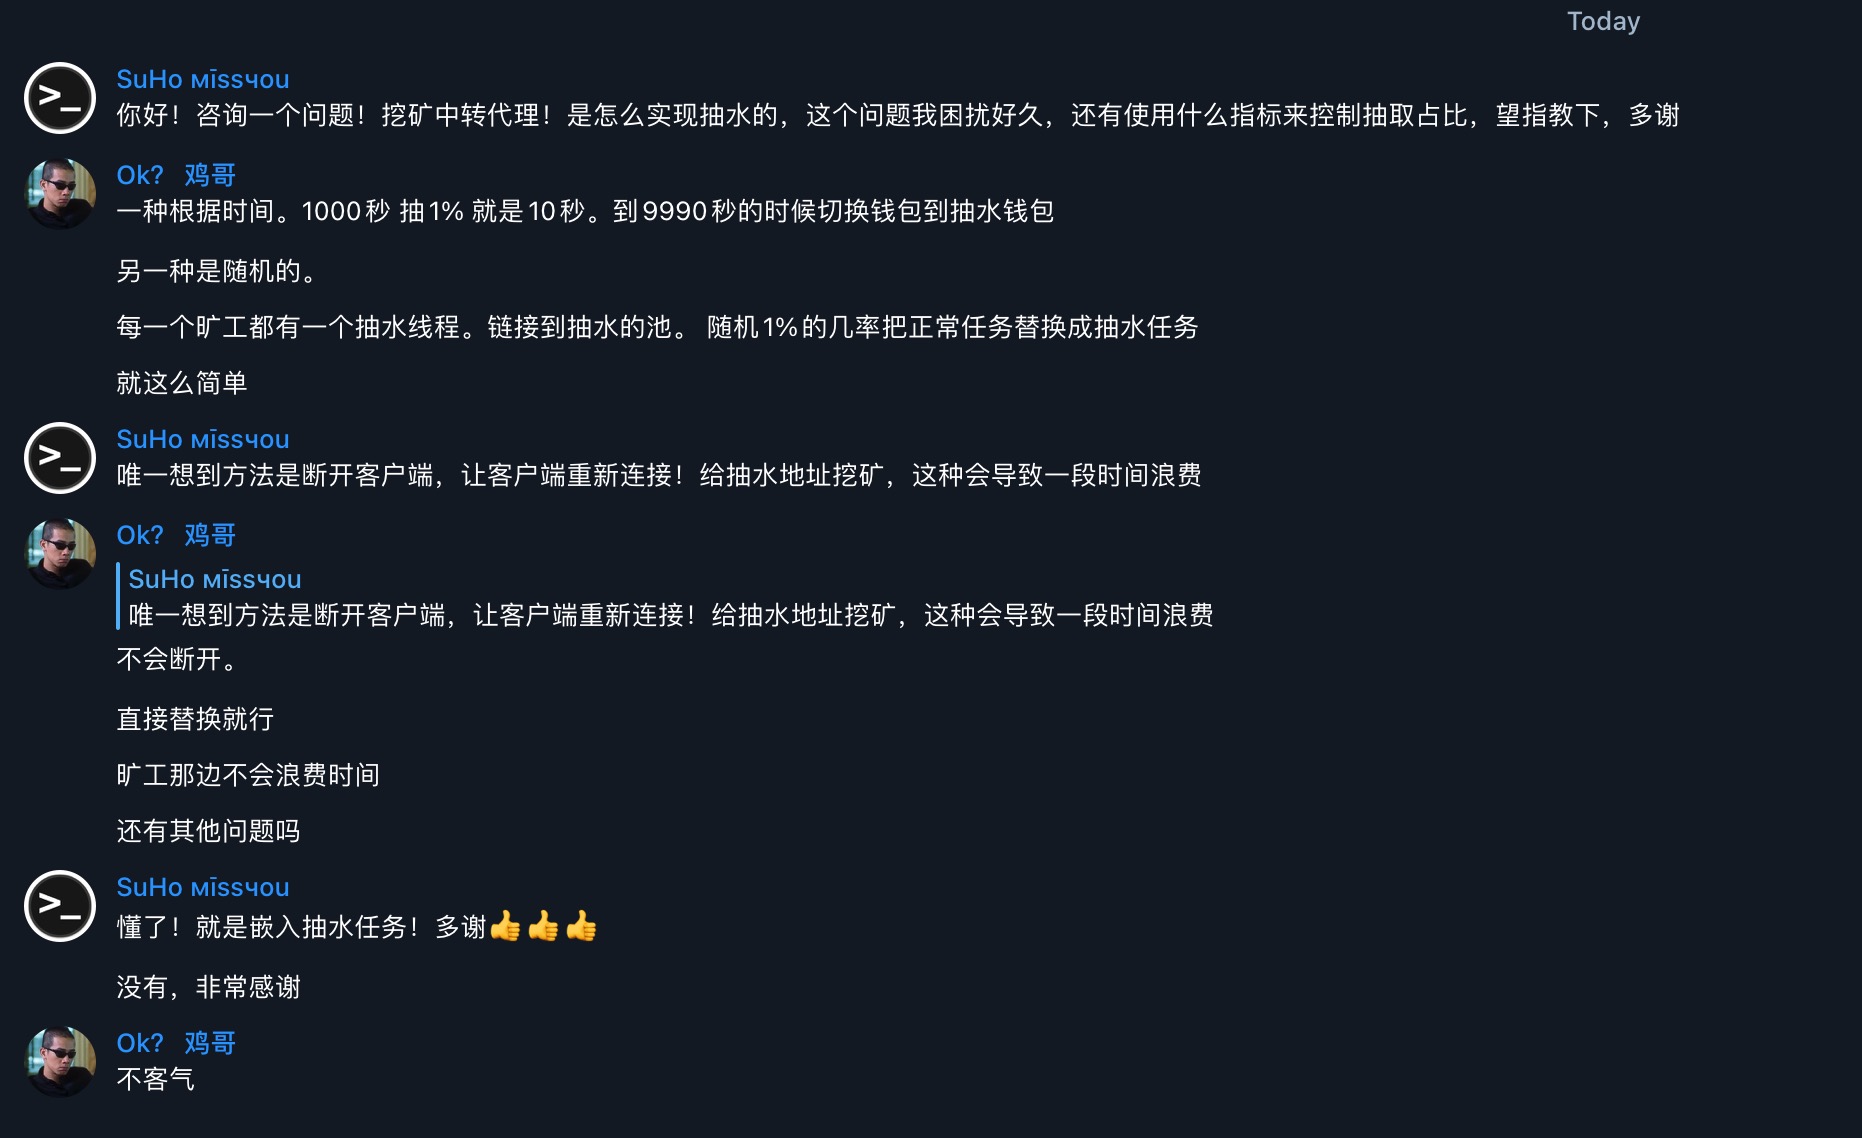 Today
SuHo мīssчou
你好！咨询一个问题！挖矿中转代理！是怎么实现抽水的，这个问题我困扰好久，还有使用什么指标来控制抽取占比，望指教下，多谢
Ok? 鸡哥
一种根据时间。1000秒 抽1% 就是10秒。到9990秒的时候切换钱包到抽水钱包
另一种是随机的。
每一个旷工都有一个抽水线程。链接到抽水的池。 随机1%的几率把正常任务替换成抽水任务
就这么简单
SuHo мīssчou
唯一想到方法是断开客户端，让客户端重新连接！给抽水地址挖矿，这种会导致一段时间浪费
Ok? 鸡哥
SuHo мīssчou
唯一想到方法是断开客户端，让客户端重新连接！给抽水地址挖矿，这种会导致一段时间浪费
不会断开。
直接替换就行
旷工那边不会浪费时间
还有其他问题吗
SuHo мīssчou
懂了！就是嵌入抽水任务！多谢👍👍👍
没有，非常感谢
Ok? 鸡哥
不客气